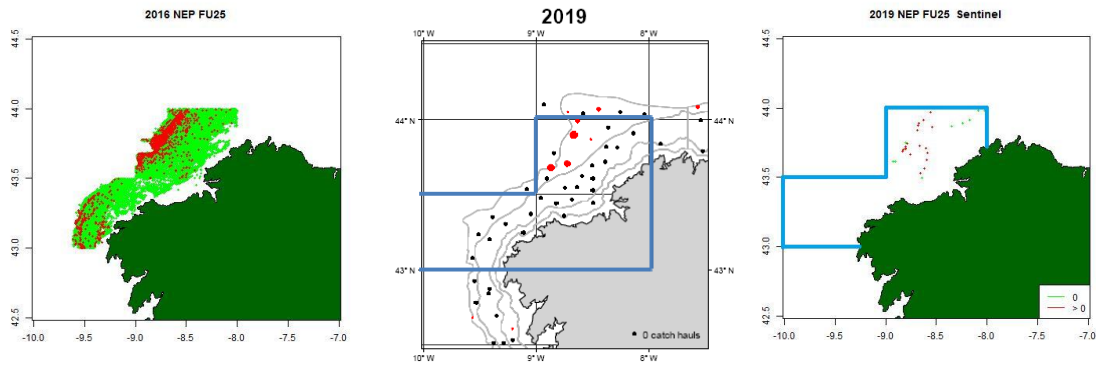 2016 NEP FU25
44.5
44.0
43.5
43.0
42.5
-10.0 -9.5 -9.0 -8.5 -8.0 -7.5 -7.0
2019
10° W 9° W 8° W
44° N 44° N
43° N 43° N
0 catch hauls
10° W 9° W 8° W
2019 NEP FU25 Sentinel
44.5
44.0
43.5
43.0
42.5
0
> 0
-10.0 -9.5 -9.0 -8.5 -8.0 -7.5 -7.0